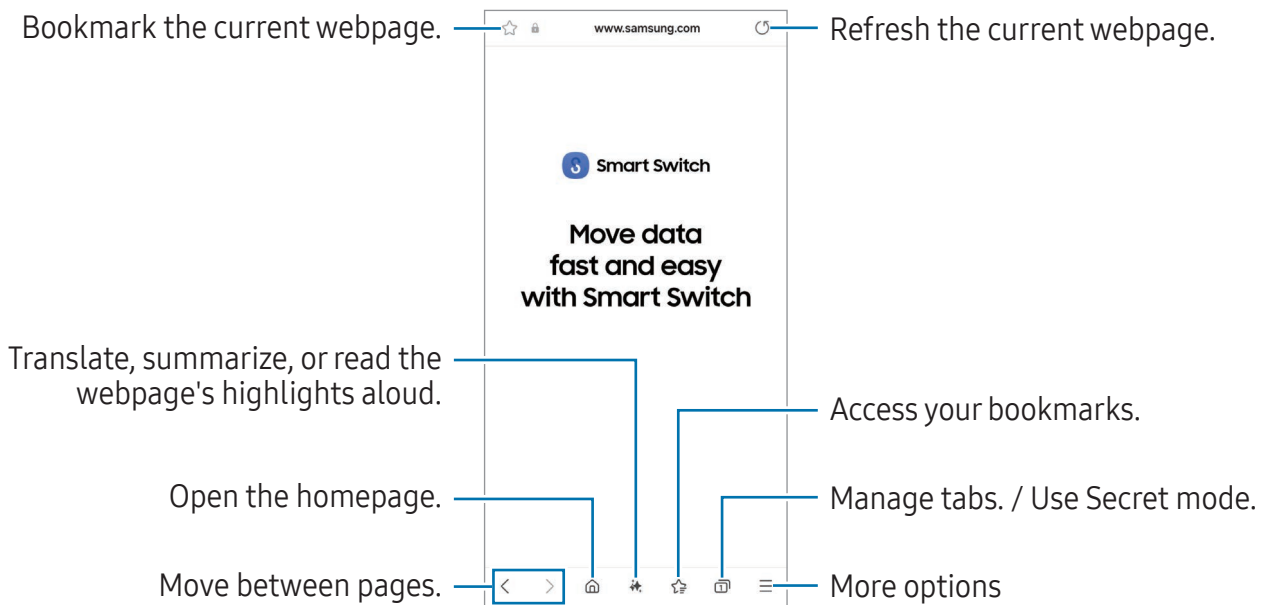 Bookmark the current webpage.
www.samsung.com
Refresh the current webpage.
Smart Switch
Move data
fast and easy
with Smart Switch
Translate, summarize, or read the
webpage's highlights aloud.
Access your bookmarks.
Open the homepage.
Manage tabs. / Use Secret mode.
Move between pages.
1
More options